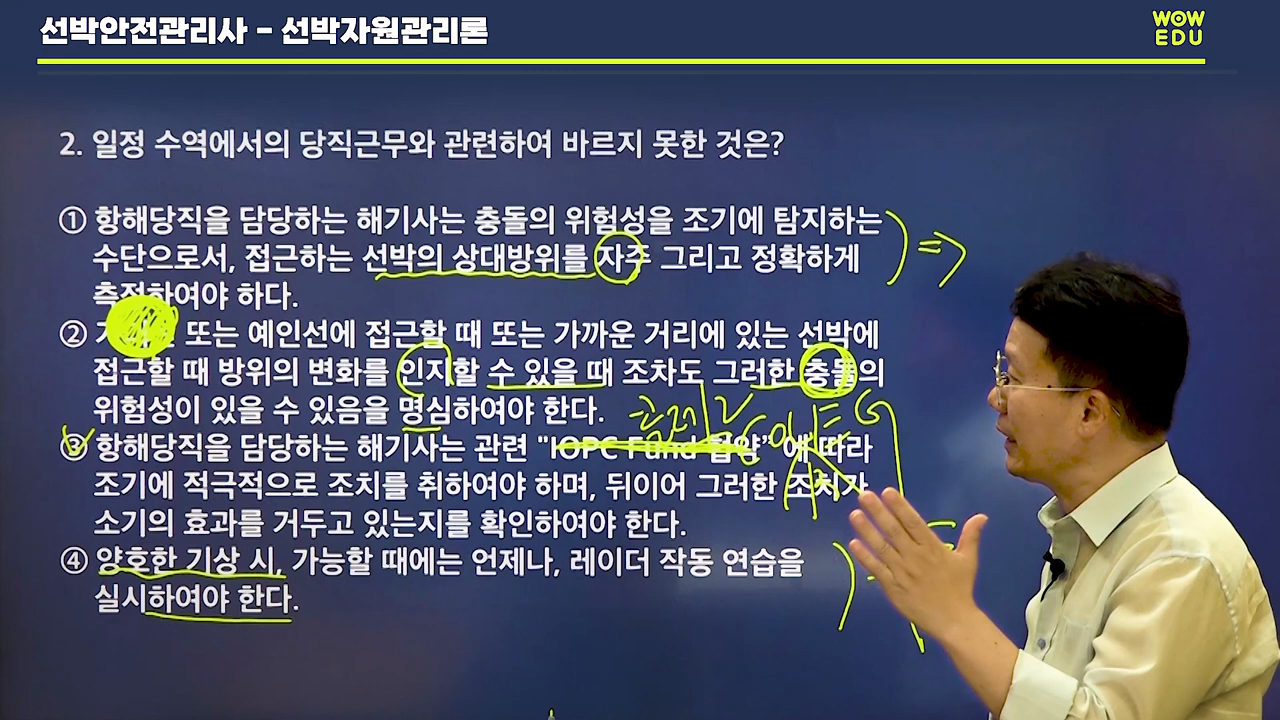 선박안전관리사 - 선박자원관리론
WOW
EDU
2. 일정 수역에서의 당직근무와 관련하여 바르지 못한 것은?
① 항해당직을 담당하는 해기사는 충돌의 위험성을 조기에 탐지하는
수단으로서, 접근하는 선박의 상대방위를 자주 그리고 정확하게
측정하여야 하다.
② 또는 예인선에 접근할 때 또는 가까운 거리에 있는 선박에
접근할 때 방위의 변화를 인지할 수 있을 때 조차도 그러한 충돌의
위험성이 있을 수 있음을 명심하여야 한다.
③ 항해당직을 담당하는 해기사는 관련 "IOPC Fund 협약" 에 따라
조기에 적극적으로 조치를 취하여야 하며, 뒤이어 그러한 조치가
소기의 효과를 거두고 있는지를 확인하여야 한다.
④ 양호한 기상 시, 가능할 때에는 언제나, 레이더 작동 연습을
실시하여야 한다.